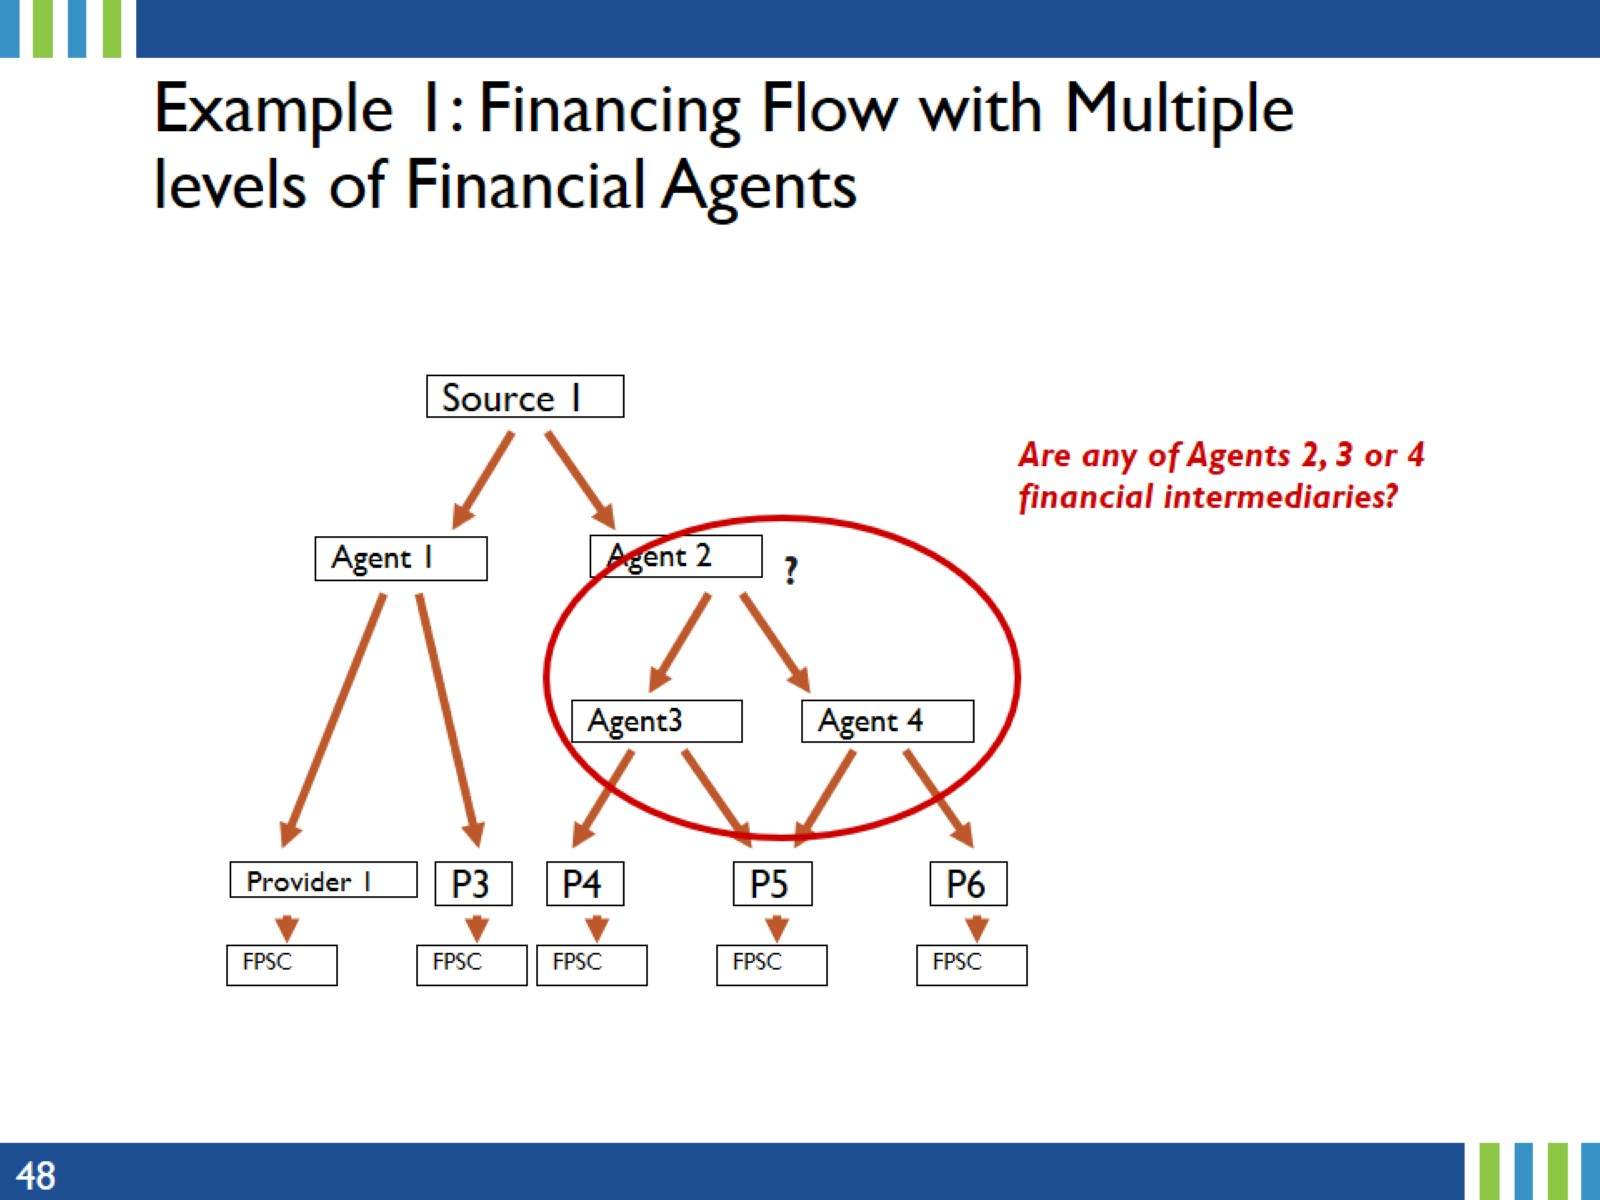 Example 1: Financing Flow with Multiple
levels of Financial Agents
Source 1
Are any of Agents 2, 3 or 4
financial intermediaries?
Agent 1
Agent 2
?
Agent3
Agent 4
Provider 1
P3
P4
P5
P6
FPSC
FPSC
FPSC
FPSC
FPSC
48